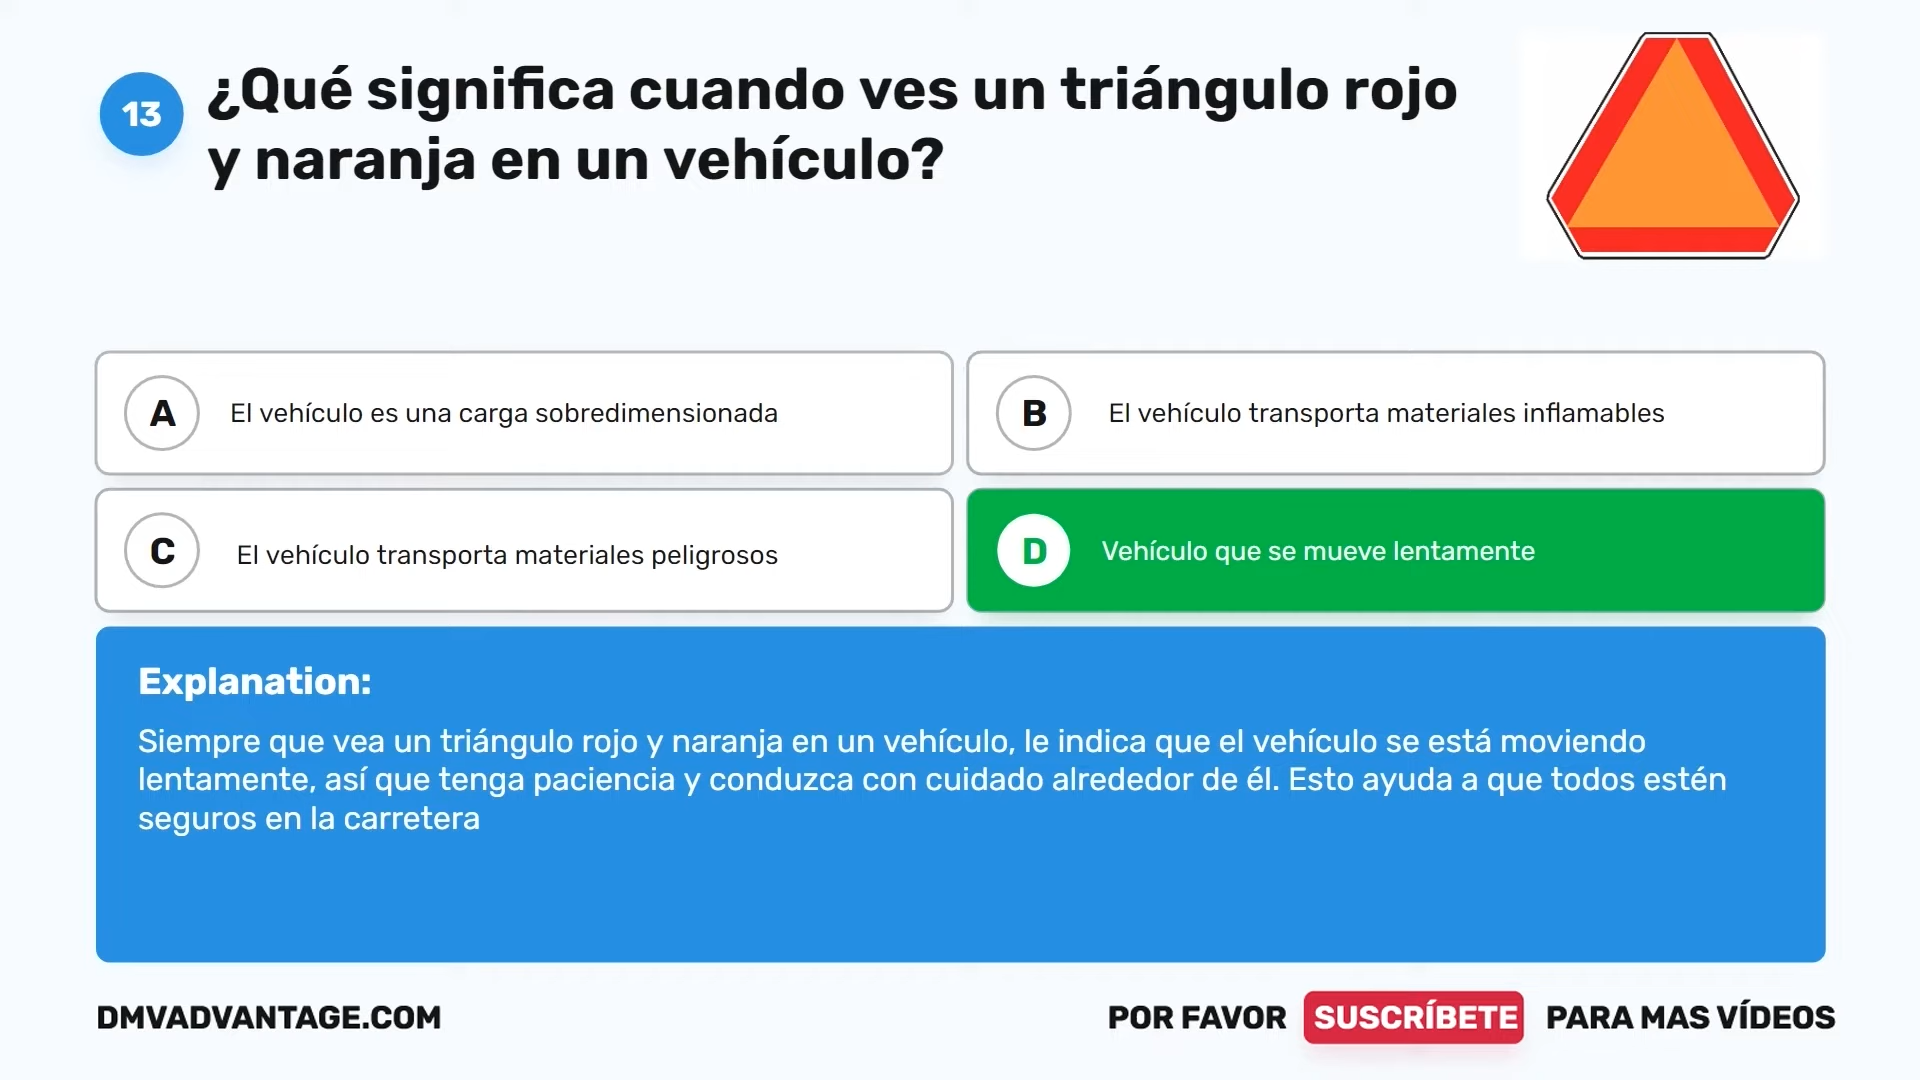 13
¿Qué significa cuando ves un triángulo rojo
y naranja en un vehículo?
A El vehículo es una carga sobredimensionada
B El vehículo transporta materiales inflamables
C El vehículo transporta materiales peligrosos
D Vehículo que se mueve lentamente
Explanation:
Siempre que vea un triángulo rojo y naranja en un vehículo, le indica que el vehículo se está moviendo
lentamente, así que tenga paciencia y conduzca con cuidado alrededor de él. Esto ayuda a que todos estén
seguros en la carretera
DMVADVANTAGE.COM
POR FAVOR SUSCRÍBETE PARA MAS VÍDEOS